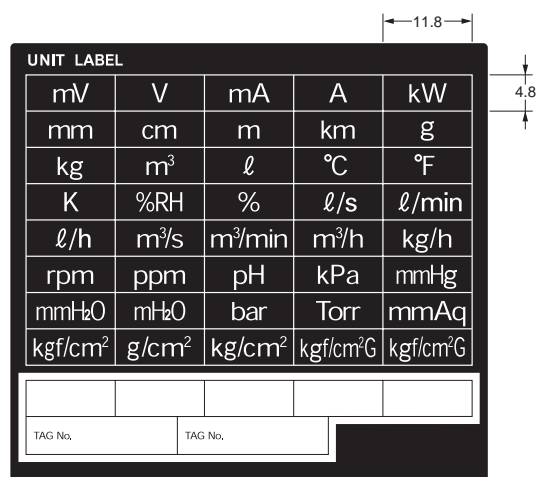 11.8
UNIT LABEL
4.8
mV V mA A kW
mm cm m km g
kg m³ ℓ °C °F
K %RH % ℓ/s ℓ/min
ℓ/h m³/s m³/min m³/h kg/h
rpm ppm pH kPa mmHg
mmH₂O mH₂O bar Torr mmAq
kgf/cm² g/cm² kg/cm² kgf/cm²G kgf/cm²G
TAG No. TAG No.